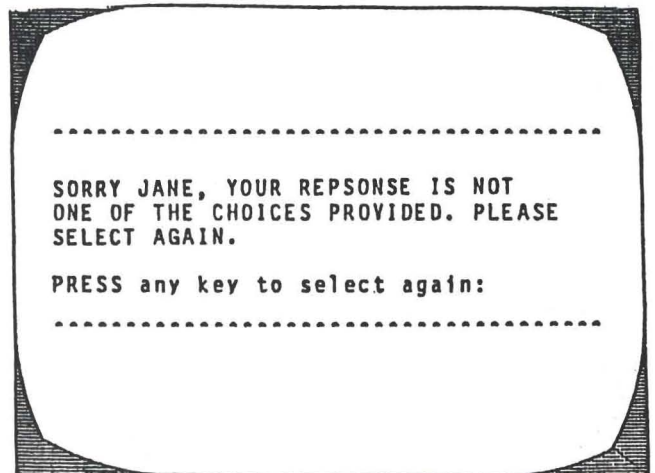 SORRY JANE, YOUR REPSONSE IS NOT
ONE OF THE CHOICES PROVIDED. PLEASE
SELECT AGAIN.
PRESS any key to select again: